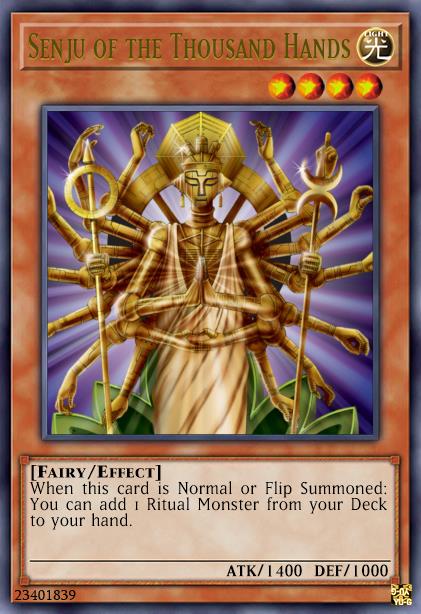 Senju of the Thousand Hands
LIGHT
光
[Fairy/Effect]
When this card is Normal or Flip Summoned:
You can add 1 Ritual Monster from your Deck
to your hand.
ATK/1400 DEF/1000
23401839